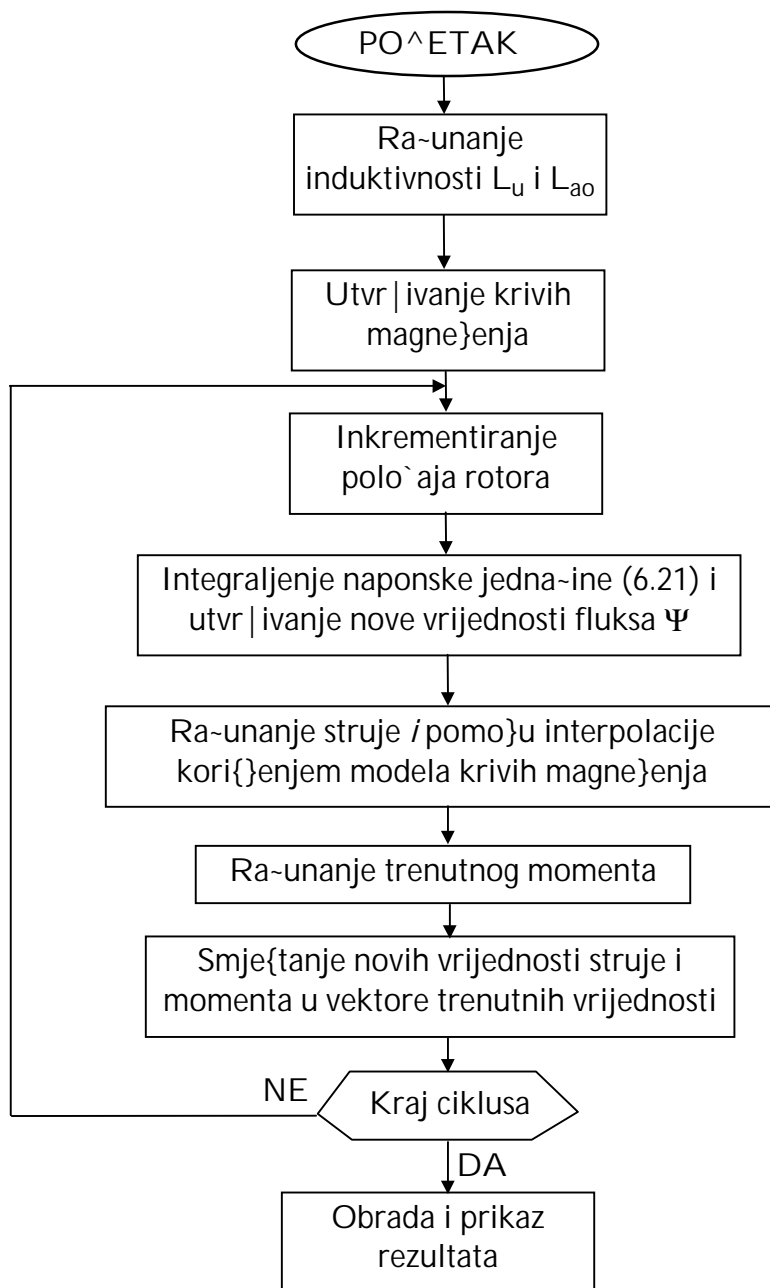 PO^ETAK
Ra~unanje
induktivnosti Lu i Lao
Utvr|ivanje krivih
magne}enja
Inkrementiranje
polo`aja rotora
Integraljenje naponske jedna~ine (6.21) i
utvr|ivanje nove vrijednosti fluksa Ψ
Ra~unanje struje i pomo}u interpolacije
kori{}enjem modela krivih magne}enja
Ra~unanje trenutnog momenta
Smje{tanje novih vrijednosti struje i
momenta u vektore trenutnih vrijednosti
NE
Kraj ciklusa
DA
Obrada i prikaz
rezultata